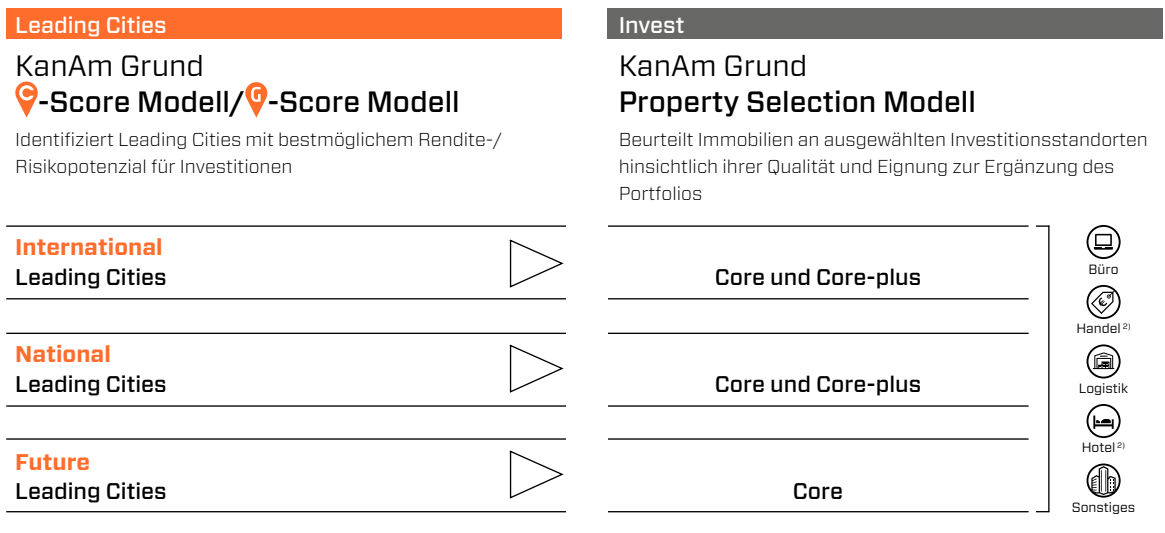 Leading Cities
KanAm Grund
C-Score Modell/G-Score Modell
Identifiziert Leading Cities mit bestmöglichem Rendite-/
Risikopotenzial für Investitionen
International
Leading Cities
National
Leading Cities
Future
Leading Cities
Invest
KanAm Grund
Property Selection Modell
Beurteilt Immobilien an ausgewählten Investitionsstandorten
hinsichtlich ihrer Qualität und Eignung zur Ergänzung des
Portfolios
Core und Core-plus
Core und Core-plus
Core
Büro
Handel 2)
Logistik
Hotel 2)
Sonstiges